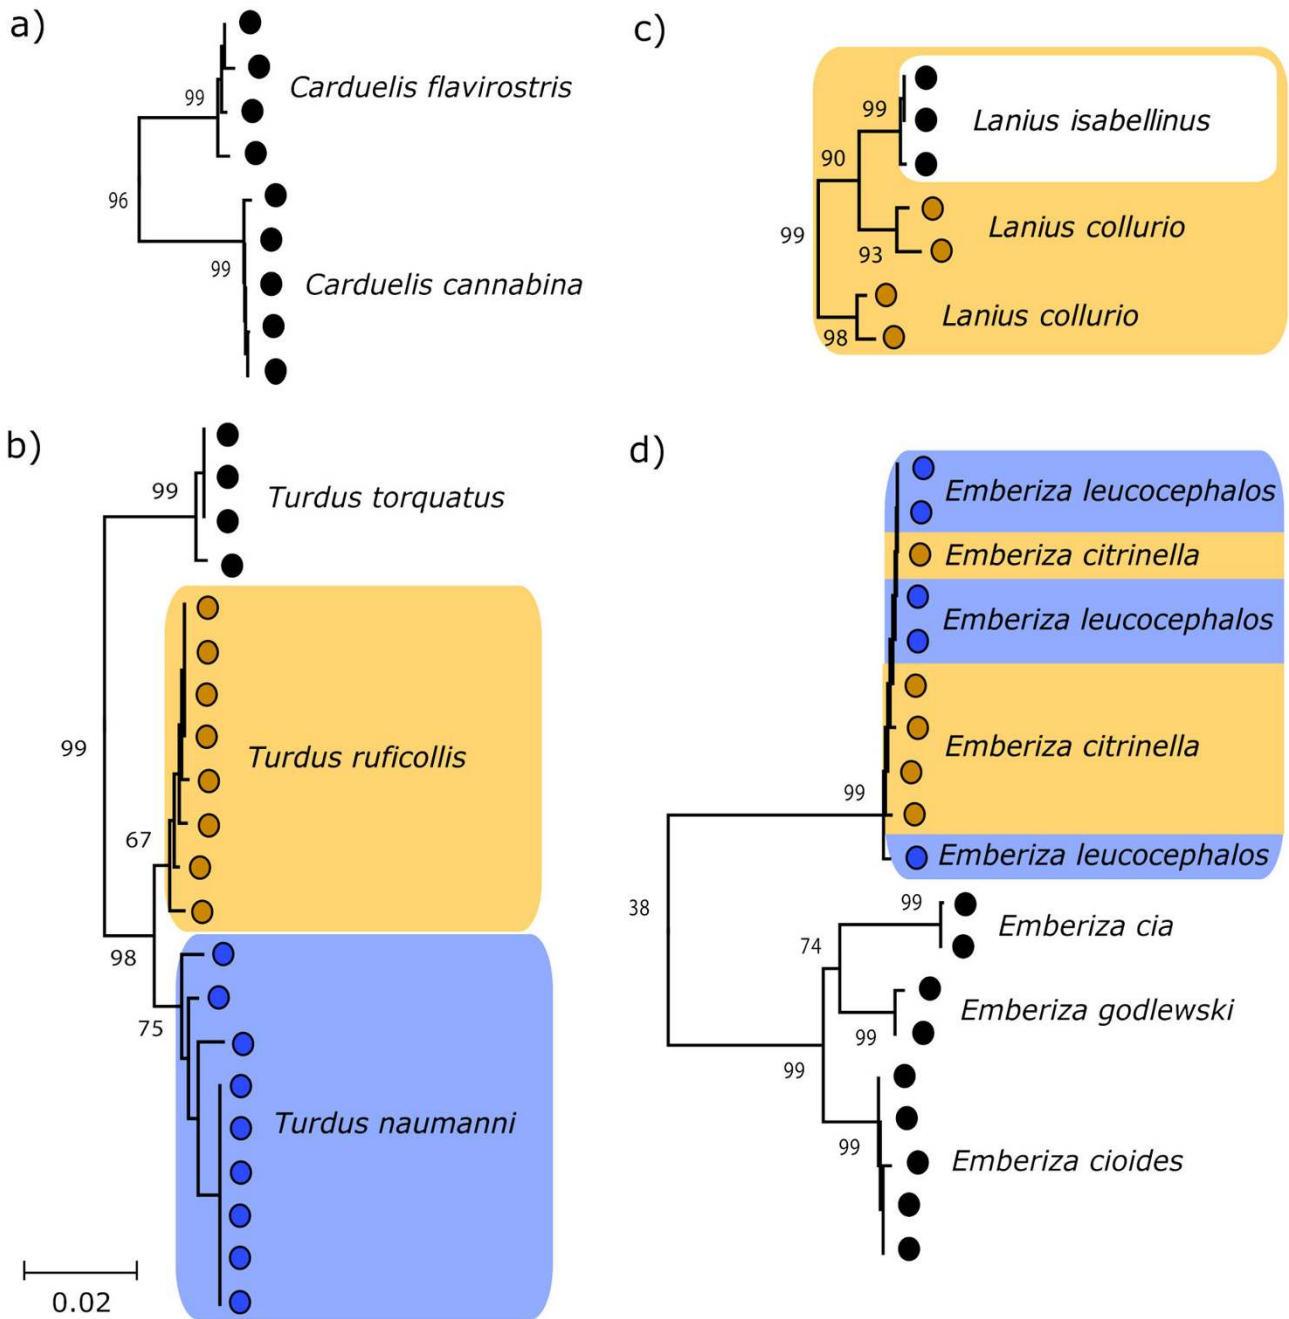 a)
99
Carduelis flavirostris
96
99
Carduelis cannabina
b)
99
Turdus torquatus
99
67
Turdus ruficollis
98
75
Turdus naumanni
0.02
c)
99
Lanius isabellinus
90
99
93
Lanius collurio
98
Lanius collurio
d)
Emberiza leucocephalos
Emberiza citrinella
Emberiza leucocephalos
Emberiza citrinella
99
Emberiza leucocephalos
38
99
Emberiza cia
74
99
Emberiza godlewski
99
99
Emberiza cioides